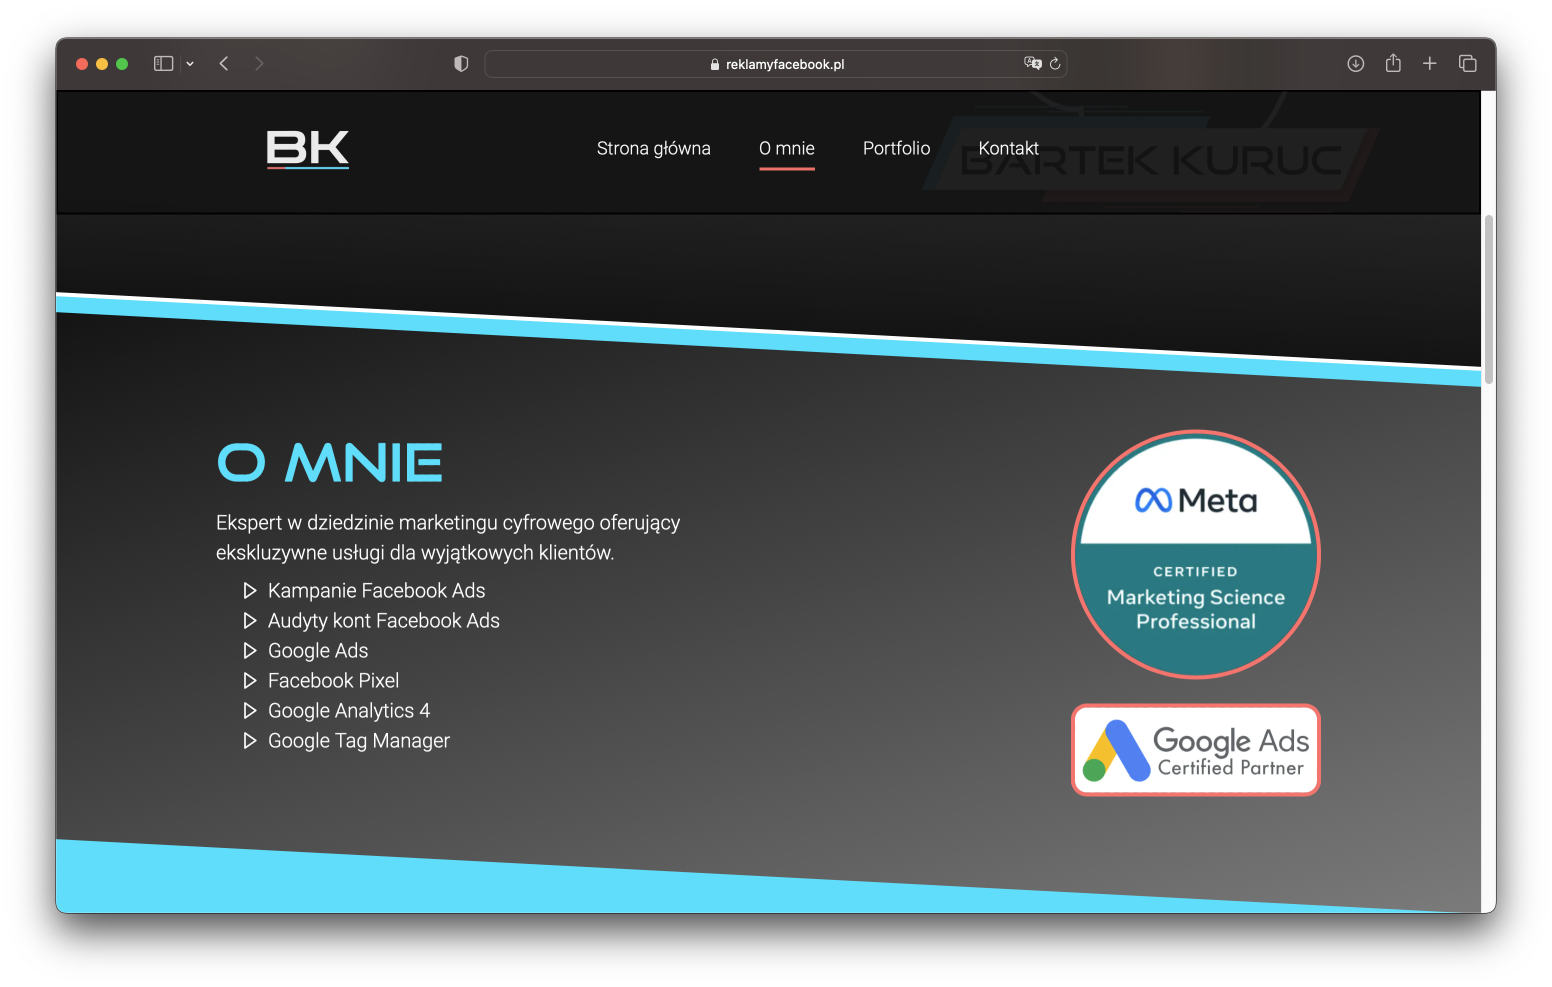 reklamyfacebook.pl
BK
Strona główna
O mnie
Portfolio
Kontakt
BARTEK KURUC
O MNIE
Ekspert w dziedzinie marketingu cyfrowego oferujący
ekskluzywne usługi dla wyjątkowych klientów.
Kampanie Facebook Ads
Audyty kont Facebook Ads
Google Ads
Facebook Pixel
Google Analytics 4
Google Tag Manager
Meta
CERTIFIED
Marketing Science
Professional
Google Ads
Certified Partner